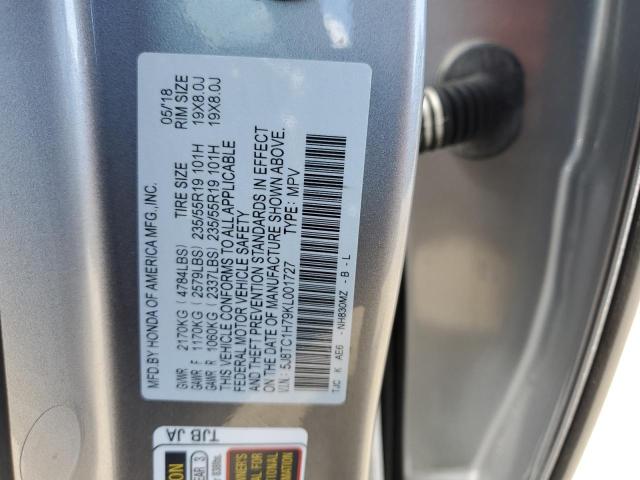 MFD.BY HONDA OF AMERICA MFG.,INC. 05/18
TIRE SIZE RIM SIZE
GVWR 2170KG (4784LBS)
GAWR F 1170KG (2579LBS) 235/55R19 101H 19X8.0J
GAWR R 1060KG (2337LBS) 235/55R19 101H 19X8.0J
THIS VEHICLE CONFORMS TO ALL APPLICABLE
FEDERAL MOTOR VEHICLE SAFETY
AND THEFT PREVENTION STANDARDS IN EFFECT
ON THE DATE OF MANUFACTURE SHOWN ABOVE.
V.I.N.: 5J8TC1H79KL001727 TYPE: MPV
TJC K AE6 -NH830MZ -B-L
TJB JA
REAR 3